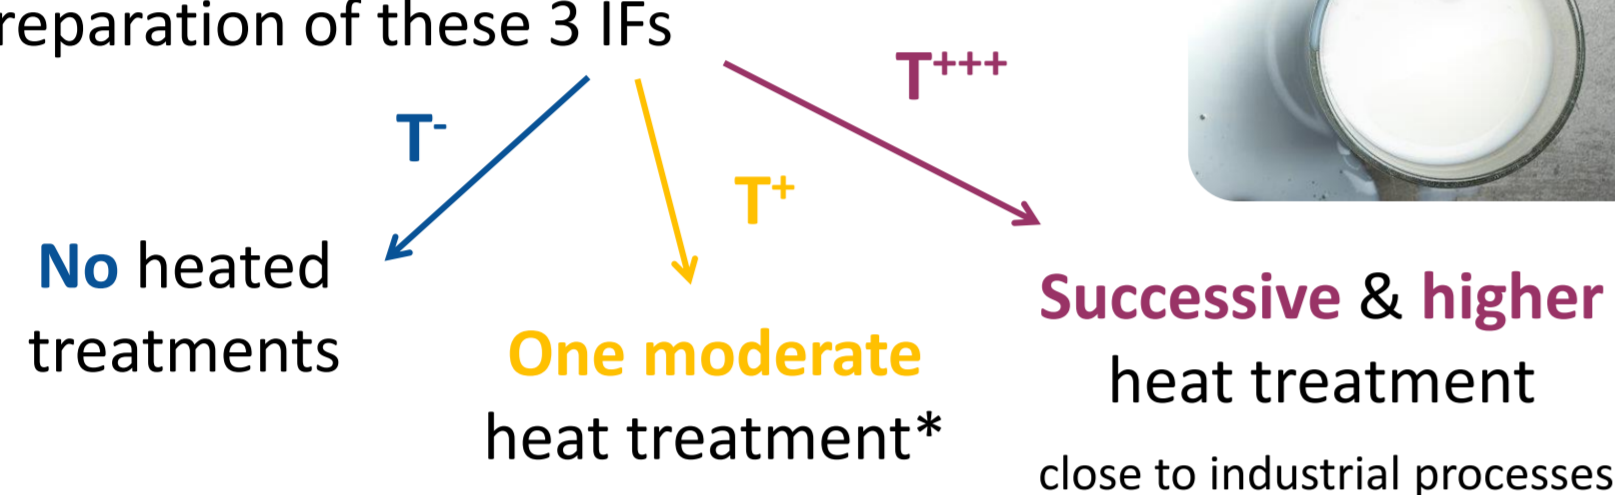 reparation of these 3 IFs
T-
T+
T+++
No heated
treatments
One moderate
heat treatment*
Successive & higher
heat treatment
close to industrial processes